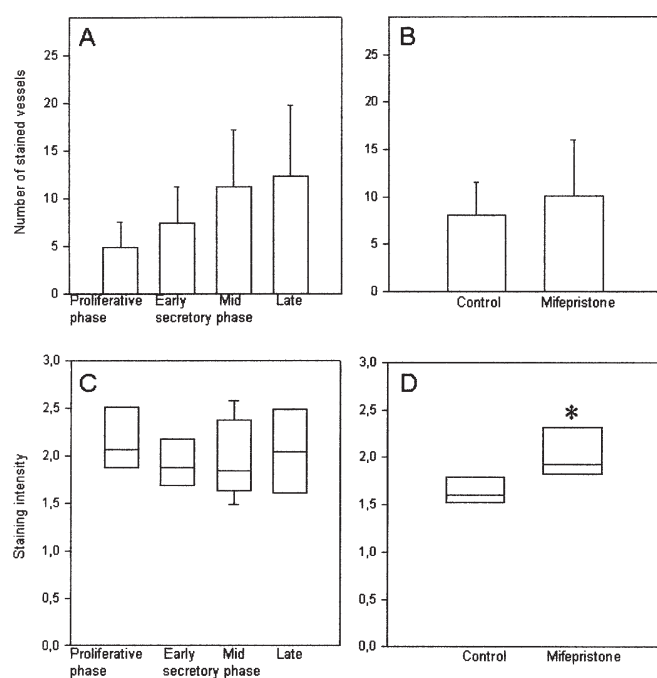 A
Number of stained vessels
25
20
15
10
5
0
Proliferative Early Mid Late
phase secretory phase
B
25
20
15
10
5
0
Control Mifepristone
C
Staining intensity
3,0
2,5
2,0
1,5
1,0
0,5
0,0
Proliferative Early Mid Late
phase secretory phase
D
*
3,0
2,5
2,0
1,5
1,0
0,5
0,0
Control Mifepristone